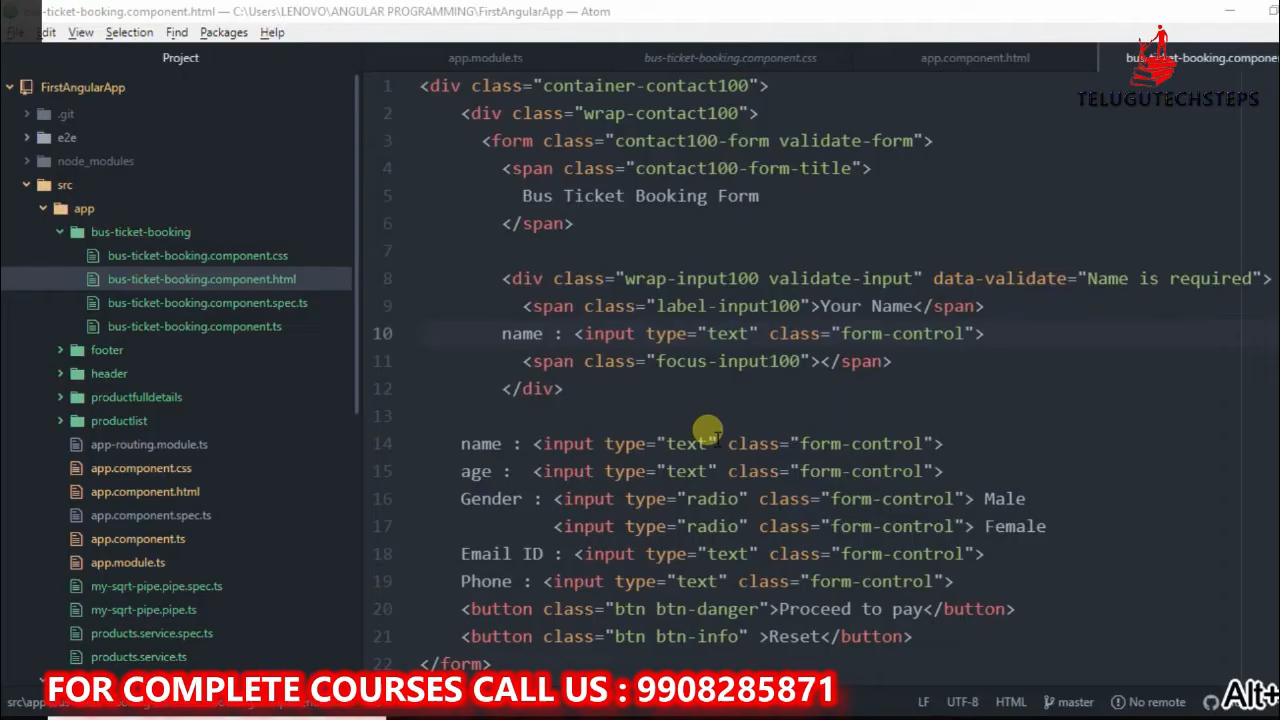 bus-ticket-booking.component.html — C:\Users\LENOVO\ANGULAR PROGRAMMING\FirstAngularApp — Atom
File Edit View Selection Find Packages Help
Project
app.module.ts
bus-ticket-booking.component.css
app.component.html
bus-ticket-booking.compone
TELUGUTECHSTEPS
FirstAngularApp
.git
e2e
node_modules
src
app
bus-ticket-booking
bus-ticket-booking.component.css
bus-ticket-booking.component.html
bus-ticket-booking.component.spec.ts
bus-ticket-booking.component.ts
footer
header
productfulldetails
productlist
app-routing.module.ts
app.component.css
app.component.html
app.component.spec.ts
app.component.ts
app.module.ts
my-sqrt-pipe.pipe.spec.ts
my-sqrt-pipe.pipe.ts
products.service.spec.ts
products.service.ts
1 <div class="container-contact100">
2 <div class="wrap-contact100">
3 <form class="contact100-form validate-form">
4 <span class="contact100-form-title">
5 Bus Ticket Booking Form
6 </span>
7
8 <div class="wrap-input100 validate-input" data-validate="Name is required">
9 <span class="label-input100">Your Name</span>
10 name : <input type="text" class="form-control">
11 <span class="focus-input100"></span>
12 </div>
13
14 name : <input type="text" class="form-control">
15 age : <input type="text" class="form-control">
16 Gender : <input type="radio" class="form-control"> Male
17 <input type="radio" class="form-control"> Female
18 Email ID : <input type="text" class="form-control">
19 Phone : <input type="text" class="form-control">
20 <button class="btn btn-danger">Proceed to pay</button>
21 <button class="btn btn-info" >Reset</button>
22 </form>
FOR COMPLETE COURSES CALL US : 9908285871
src\app
LF UTF-8 HTML master No remote
Alt+